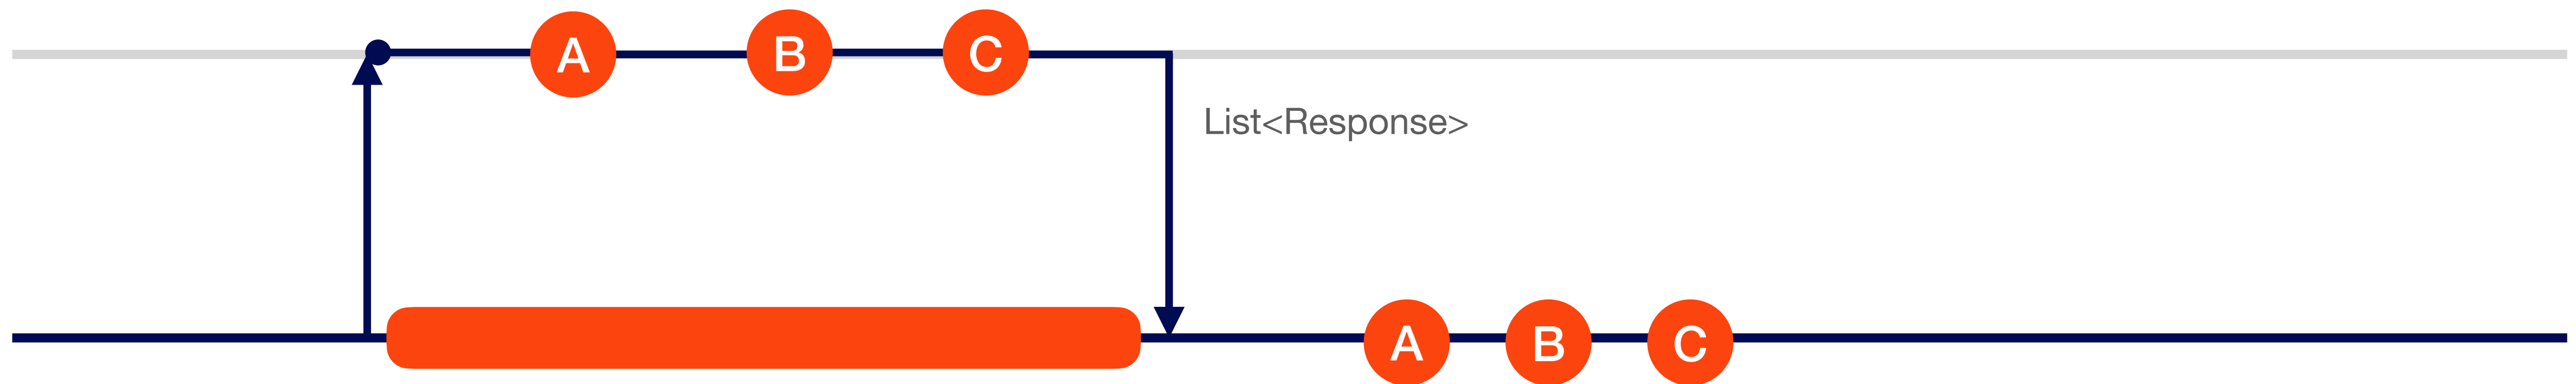 A B C
List<Response>
A B C